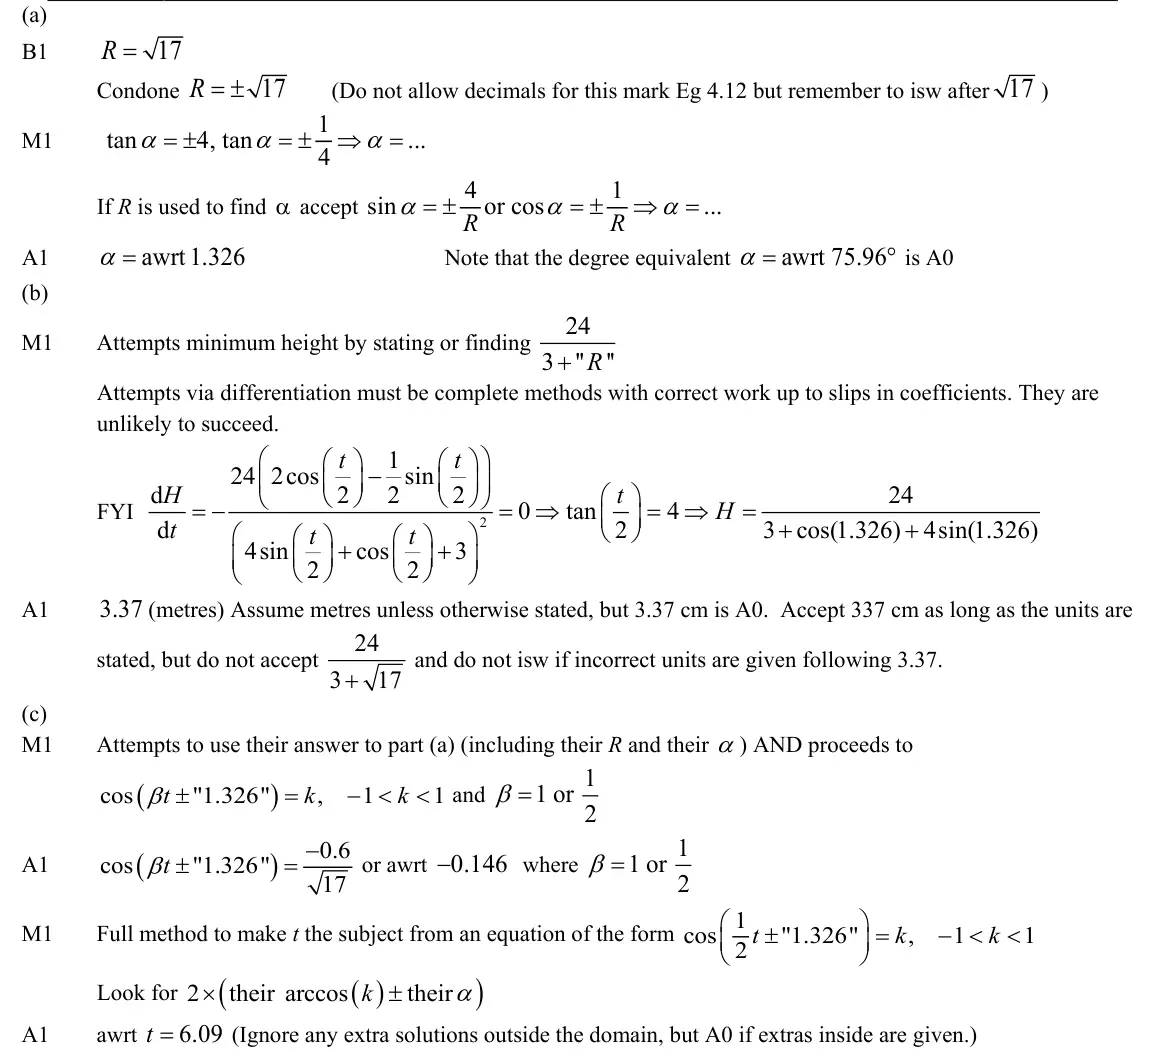 (a)
B1 R = √17
Condone R = ±√17 (Do not allow decimals for this mark Eg 4.12 but remember to isw after √17 )
M1 tan α = ±4, tan α = ±1/4 ⇒ α = ...
If R is used to find α accept sin α = ±4/R or cos α = ±1/R ⇒ α = ...
A1 α = awrt 1.326 Note that the degree equivalent α = awrt 75.96° is A0
(b)
M1 Attempts minimum height by stating or finding 24/(3+"R")
Attempts via differentiation must be complete methods with correct work up to slips in coefficients. They are
unlikely to succeed.
FYI dH/dt = −24(2cos(t/2) − 1/2 sin(t/2))/(4sin(t/2) + cos(t/2) + 3)² = 0 ⇒ tan(t/2) = 4 ⇒ H = 24/(3 + cos(1.326) + 4sin(1.326))
A1 3.37 (metres) Assume metres unless otherwise stated, but 3.37 cm is A0. Accept 337 cm as long as the units are
stated, but do not accept 24/(3+√17) and do not isw if incorrect units are given following 3.37.
(c)
M1 Attempts to use their answer to part (a) (including their R and their α ) AND proceeds to
cos(βt ± "1.326") = k, −1 < k < 1 and β = 1 or 1/2
A1 cos(βt ± "1.326") = −0.6/√17 or awrt −0.146 where β = 1 or 1/2
M1 Full method to make t the subject from an equation of the form cos(1/2 t ± "1.326") = k, −1 < k < 1
Look for 2×(their arccos(k) ± their α)
A1 awrt t = 6.09 (Ignore any extra solutions outside the domain, but A0 if extras inside are given.)